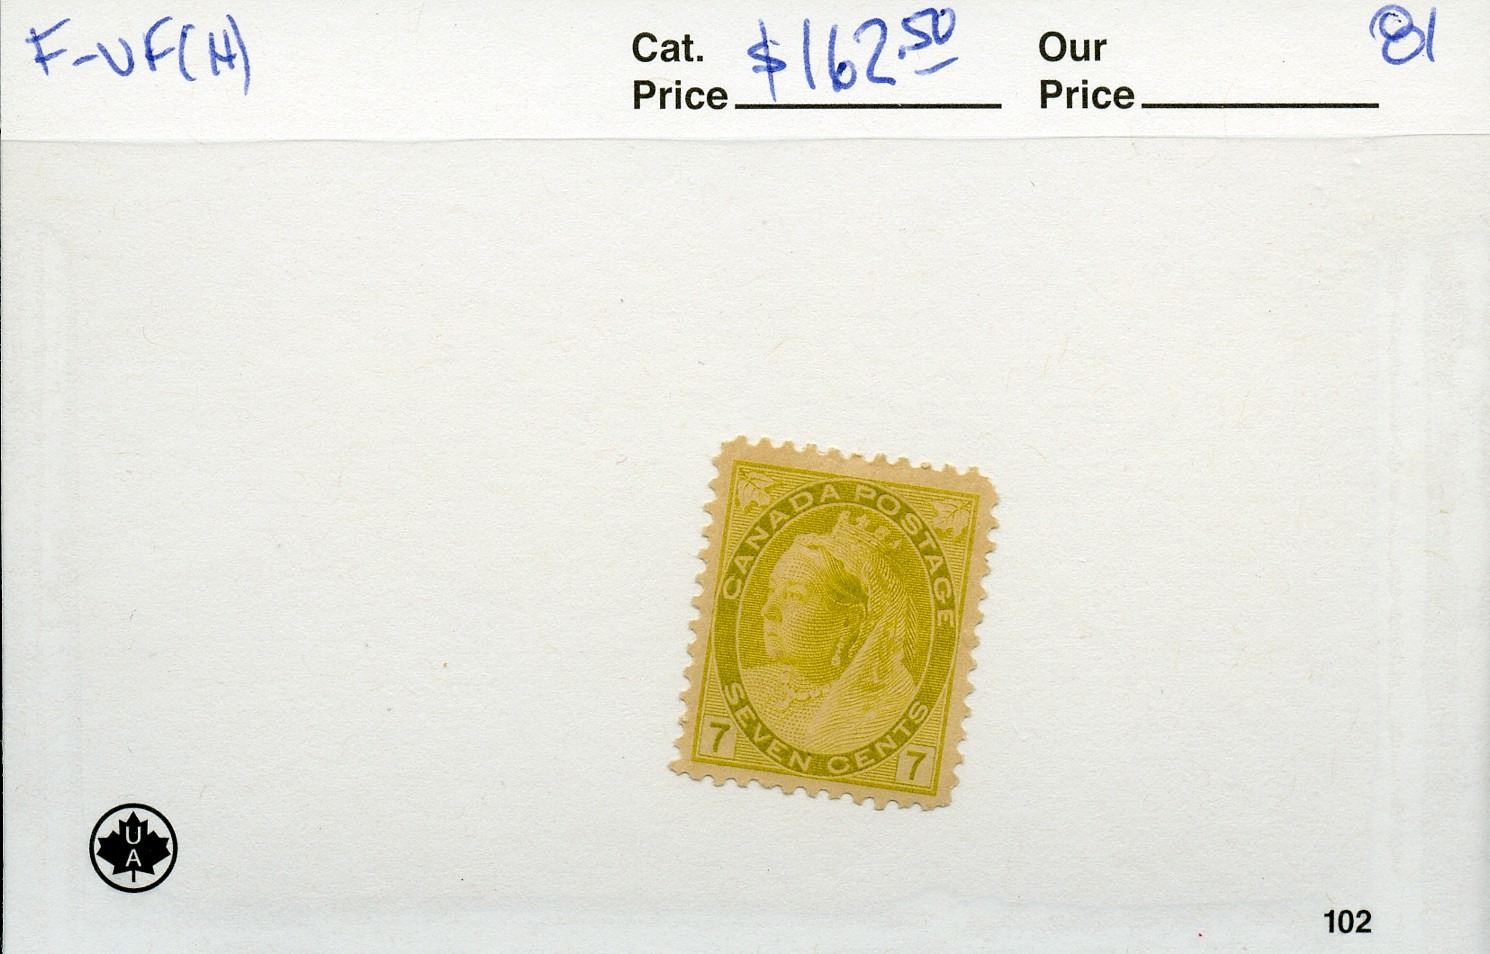 F-VF(H)
Cat. Price $162.50
Our Price
81
CANADA POSTAGE
SEVEN CENTS
7 7
U
A
102